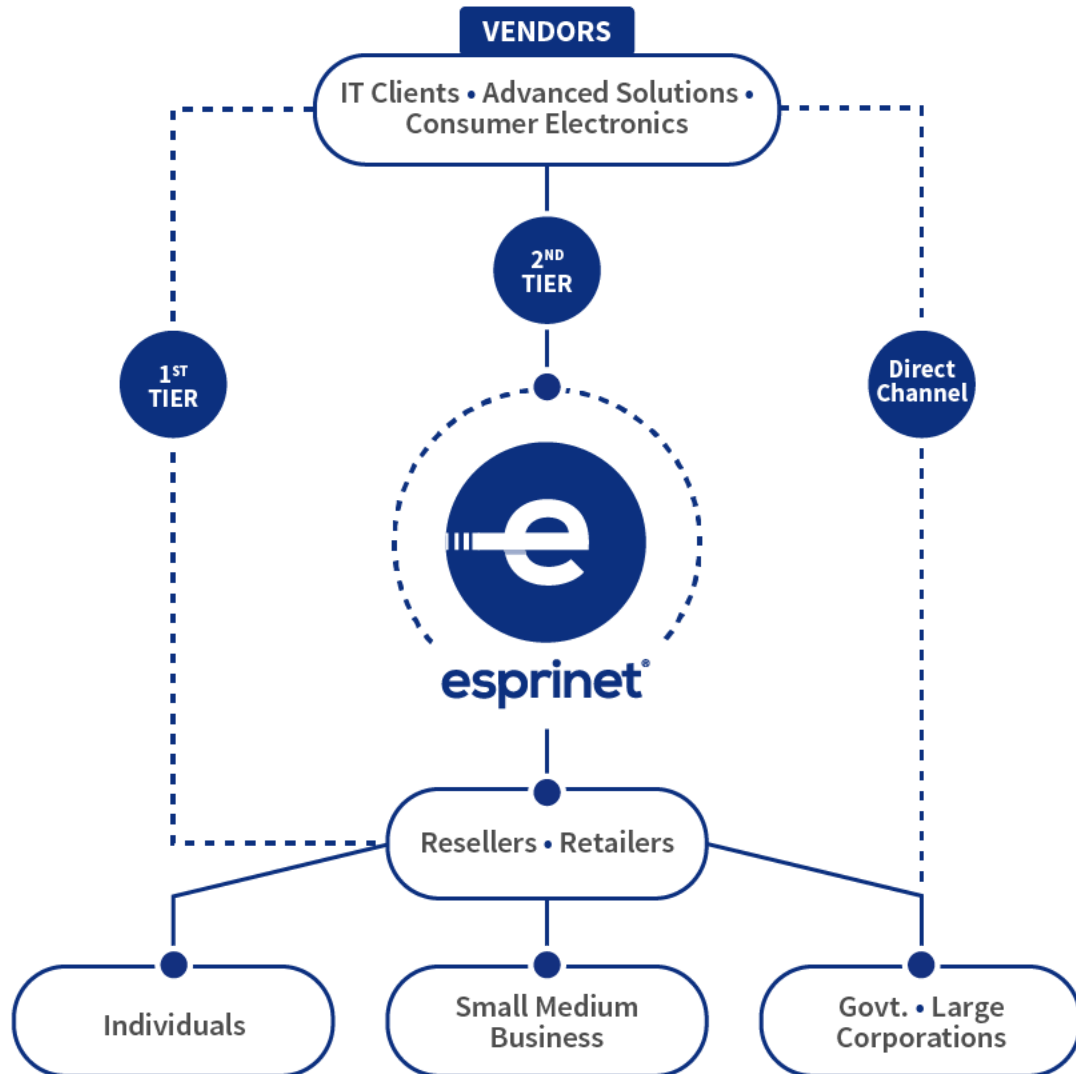 VENDORS
IT Clients • Advanced Solutions •
Consumer Electronics
2ND
TIER
1ST
TIER
Direct
Channel
e
esprinet®
Resellers • Retailers
Individuals
Small Medium
Business
Govt. • Large
Corporations